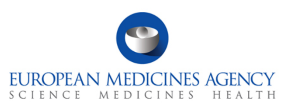 EUROPEAN MEDICINES AGENCY
SCIENCE MEDICINES HEALTH